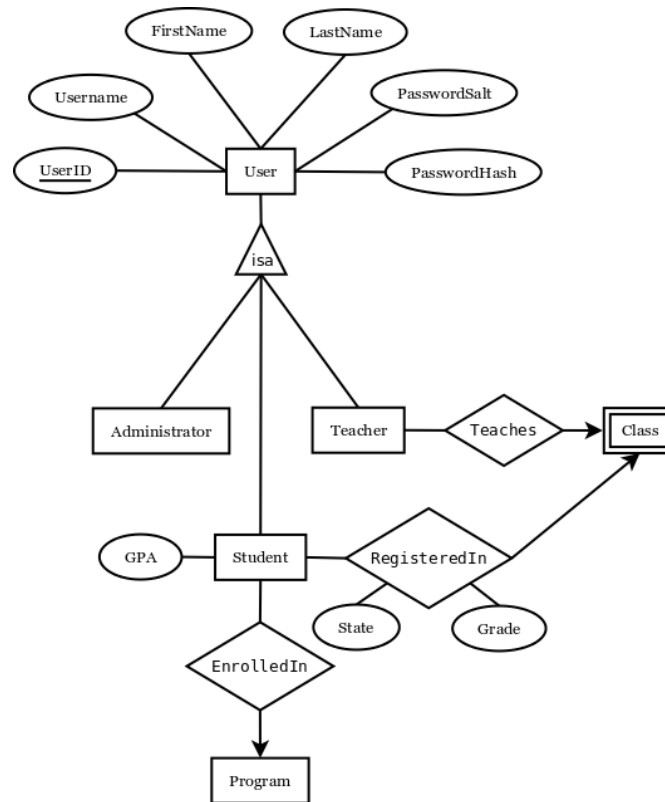 FirstName
LastName
Username
PasswordSalt
UserID
User
PasswordHash
isa
Administrator
Teacher
Teaches
Class
GPA
Student
RegisteredIn
State
Grade
EnrolledIn
Program